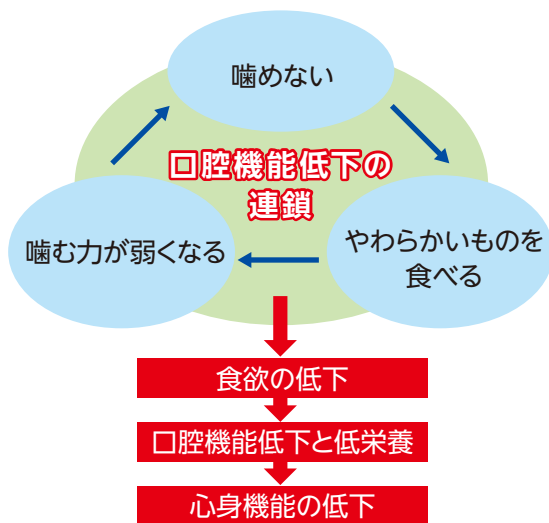 噛めない
口腔機能低下の
連鎖
噛む力が弱くなる
やわらかいものを
食べる
食欲の低下
口腔機能低下と低栄養
心身機能の低下